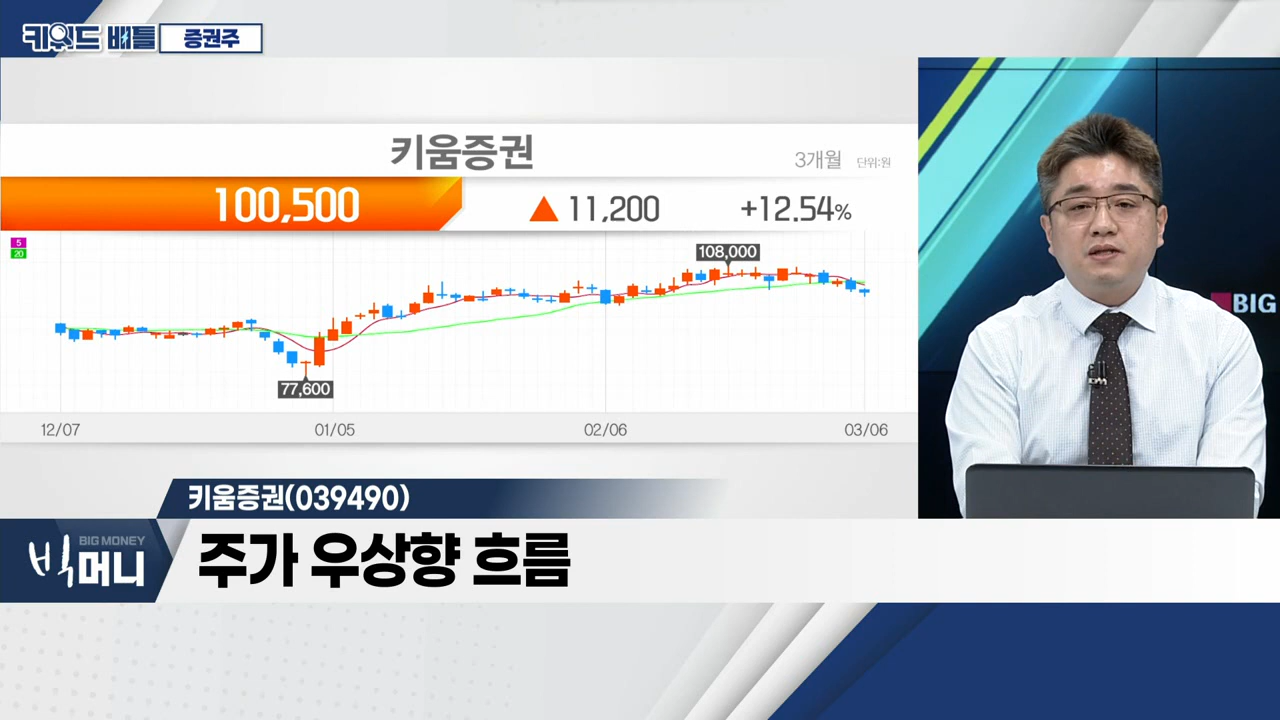 키워드 배틀 증권주
키움증권
3개월 단위:원
100,500 ▲ 11,200 +12.54%
5
20
108,000
77,600
12/07 01/05 02/06 03/06
BIG
키움증권(039490)
BIG MONEY
빅머니
주가 우상향 흐름